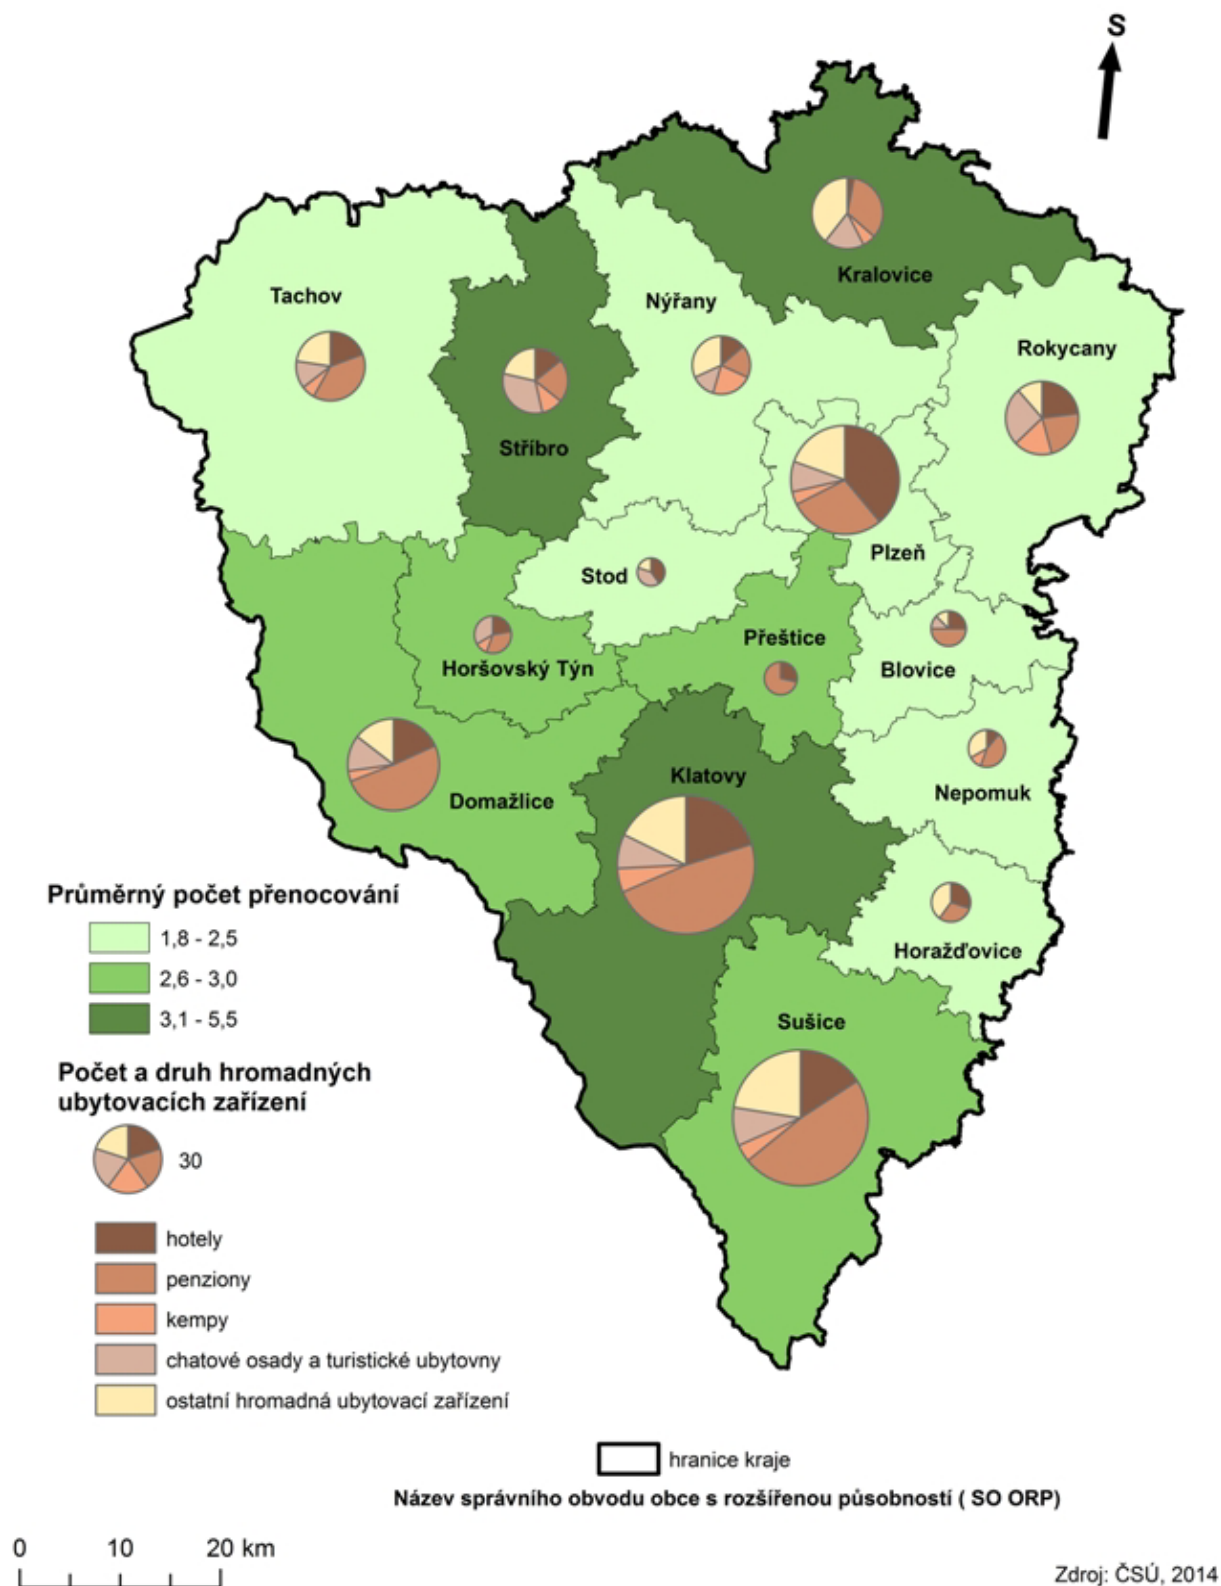 S
Kralovice
Tachov
Nýřany
Rokycany
Stříbro
Plzeň
Stod
Přeštice
Horšovský Týn
Blovice
Klatovy
Nepomuk
Domažlice
Horažďovice
Sušice
Průměrný počet přenocování
1,8 - 2,5
2,6 - 3,0
3,1 - 5,5
Počet a druh hromadných
ubytovacích zařízení
30
hotely
penziony
kempy
chatové osady a turistické ubytovny
ostatní hromadná ubytovací zařízení
hranice kraje
Název správního obvodu obce s rozšířenou působností ( SO ORP)
0 10 20 km
Zdroj: ČSÚ, 2014